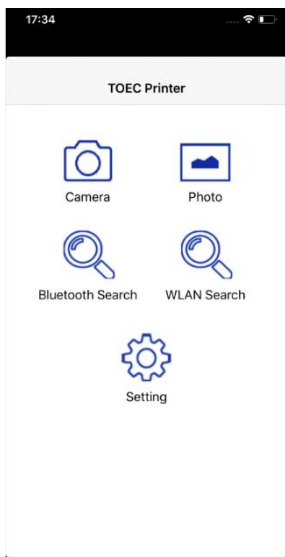 17:34
TOEC Printer
Camera Photo
Bluetooth Search WLAN Search
Setting